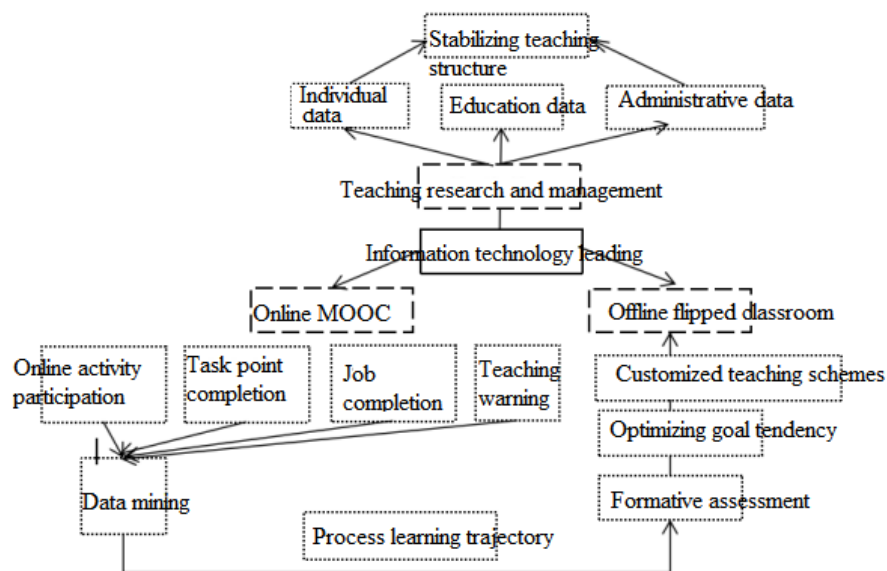 Stabilizing teaching
structure
Individual
data
Education data
Administrative data
Teaching research and management
Information technology leading
Online MOOC
Offline flipped dlassroom
Online activity
participation
Task point
completion
Job
completion
Teaching
warning
Customized teaching schemes
Optimizing goal tendency
Data mining
Formative assessment
Process learning trajectory